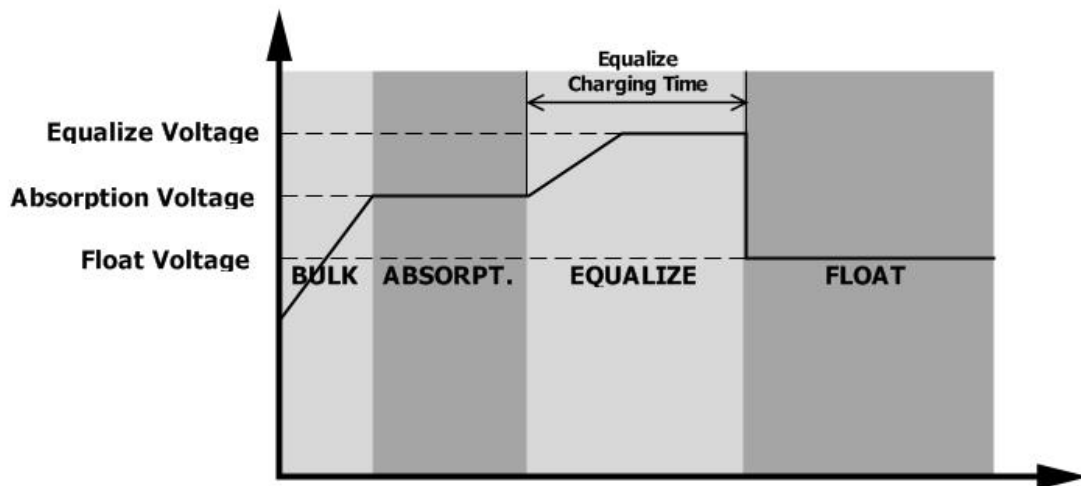 Equalize
Charging Time
Equalize Voltage
Absorption Voltage
Float Voltage
BULK
ABSORPT.
EQUALIZE
FLOAT